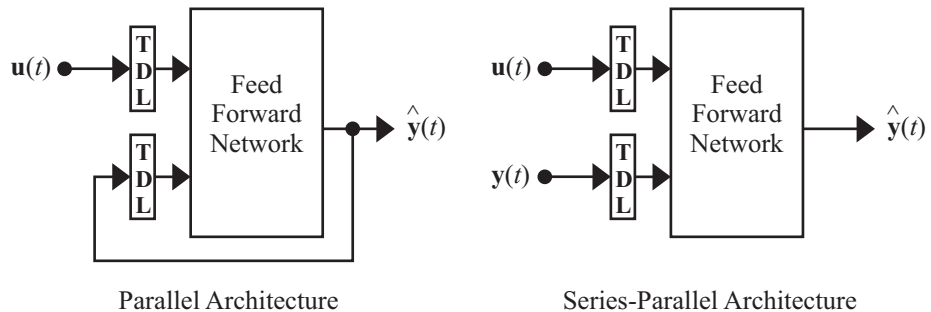 u(t)
T
D
L
T
D
L
Feed
Forward
Network
ŷ(t)
Parallel Architecture
u(t)
y(t)
T
D
L
T
D
L
Feed
Forward
Network
ŷ(t)
Series-Parallel Architecture